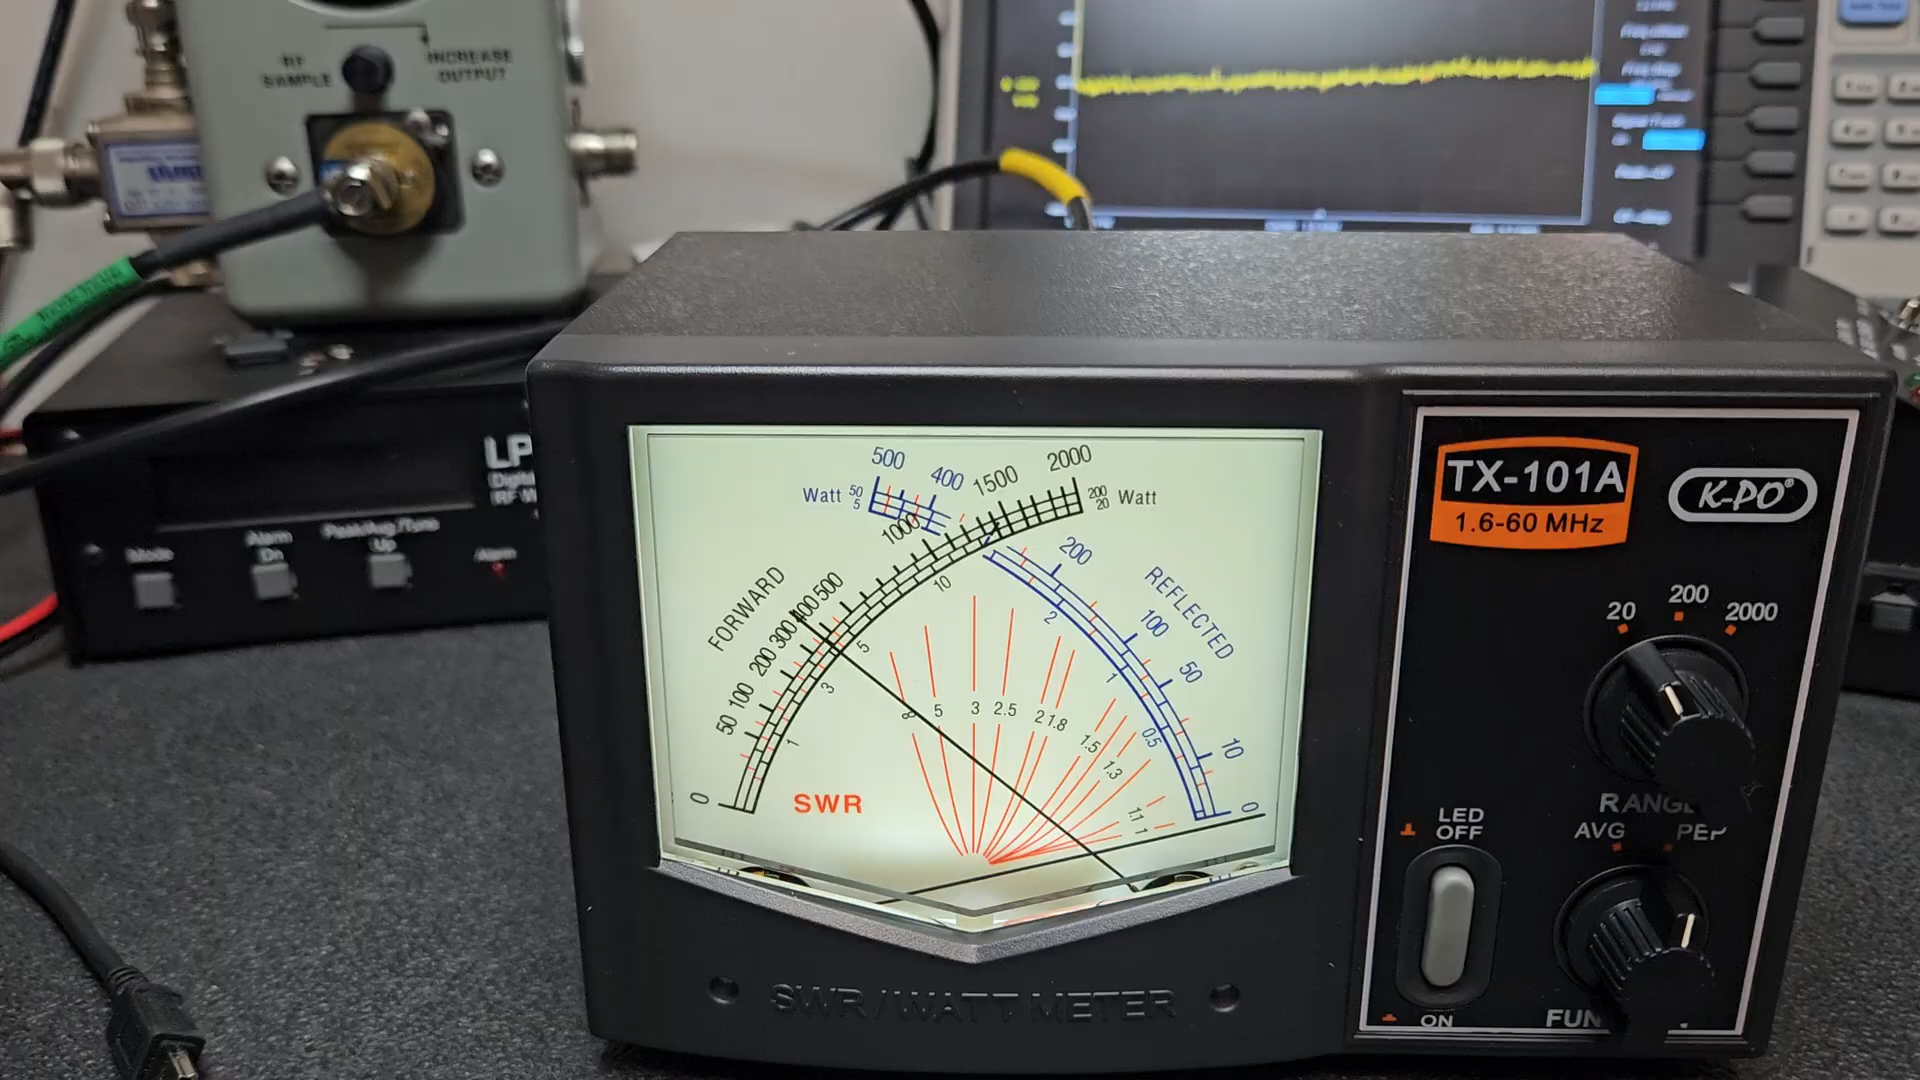 RF
SAMPLE
INCREASE
OUTPUT
LP
Mode
Alarm
Dn
Peak/Avg/Tune
Up
Alarm
500
400
1500
2000
Watt
50
5
200
20
Watt
1000
FORWARD
0
50
100
200
300
400
500
1
3
5
10
200
REFLECTED
100
50
10
0
2
1
0.5
∞ 5 3 2.5 2 1.8
1.5
1.3
1.1
1
SWR
SWR/WATT METER
TX-101A
1.6-60 MHz
K-PO®
20
200
2000
RANGE
LED
OFF
ON
AVG
PEP
FUN